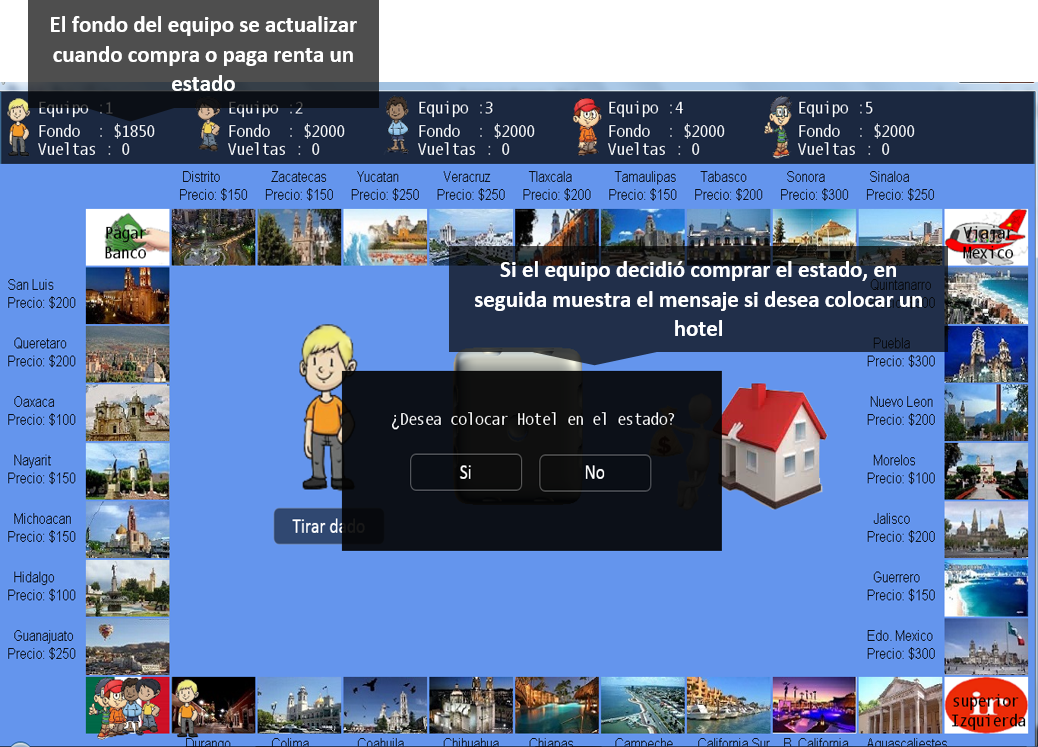 El fondo del equipo se actualizar
cuando compra o paga renta un
estado
Equipo :1
Fondo : $1850
Vueltas : 0
Equipo :2
Fondo : $2000
Vueltas : 0
Equipo :3
Fondo : $2000
Vueltas : 0
Equipo :4
Fondo : $2000
Vueltas : 0
Equipo :5
Fondo : $2000
Vueltas : 0
Distrito
Precio: $150
Zacatecas
Precio: $150
Yucatan
Precio: $250
Veracruz
Precio: $250
Tlaxcala
Precio: $200
Tamaulipas
Precio: $150
Tabasco
Precio: $200
Sonora
Precio: $300
Sinaloa
Precio: $250
Pagar
Banco
Viajar
Mexico
Si el equipo decidió comprar el estado, en
seguida muestra el mensaje si desea colocar un
hotel
San Luis
Precio: $200
Quintanarro
Queretaro
Precio: $200
Puebla
Precio: $300
Oaxaca
Precio: $100
Nuevo Leon
Precio: $200
¿Desea colocar Hotel en el estado?
Si
No
Nayarit
Precio: $150
Morelos
Precio: $100
Michoacan
Precio: $150
Jalisco
Precio: $200
Tirar dado
Hidalgo
Precio: $100
Guerrero
Precio: $150
Guanajuato
Precio: $250
Edo. Mexico
Precio: $300
superior
Izquierda
Durango
Colima
Coahuila
Chihuahua
Chiapas
Campeche
California Sur
B. California
Aguascalientes